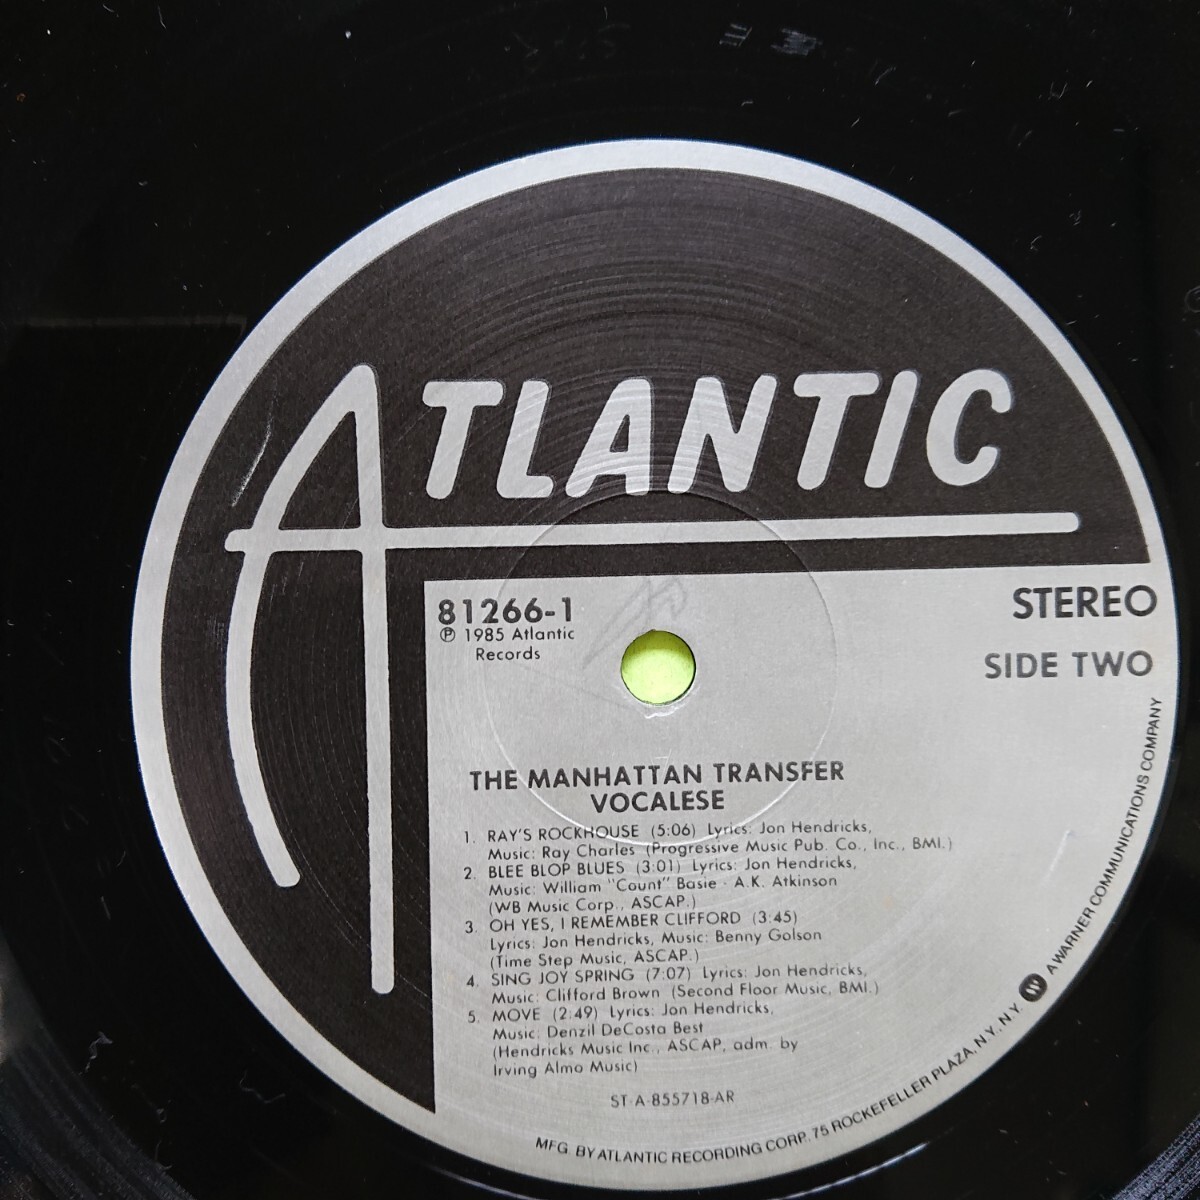 ATLANTIC
81266-1
℗ 1985 Atlantic
Records
STEREO
SIDE TWO
THE MANHATTAN TRANSFER
VOCALESE
1. RAY'S ROCKHOUSE (5:06) Lyrics: Jon Hendricks,
Music: Ray Charles (Progressive Music Pub. Co., Inc., BMI.)
2. BLEE BLOP BLUES (3:01) Lyrics: Jon Hendricks,
Music: William "Count" Basie - A.K. Atkinson
(WB Music Corp., ASCAP.)
3. OH YES, I REMEMBER CLIFFORD (3:45)
Lyrics: Jon Hendricks, Music: Benny Golson
(Time Step Music, ASCAP.)
4. SING JOY SPRING (7:07) Lyrics: Jon Hendricks,
Music: Clifford Brown (Second Floor Music, BMI.)
5. MOVE (2:49) Lyrics: Jon Hendricks,
Music: Denzil DeCosta Best
(Hendricks Music Inc., ASCAP, adm. by
Irving Almo Music)
ST-A-855718-AR
MFG. BY ATLANTIC RECORDING CORP. 75 ROCKEFELLER PLAZA, N.Y., N.Y. A WARNER COMMUNICATIONS COMPANY